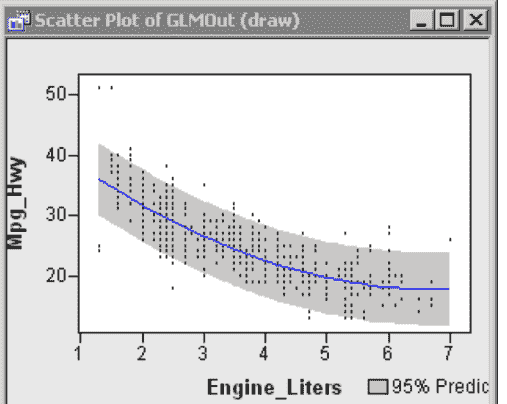 Scatter Plot of GLMOut (draw)
50
40
30
20
Mpg_Hwy
1 2 3 4 5 6 7
Engine_Liters
95% Predic